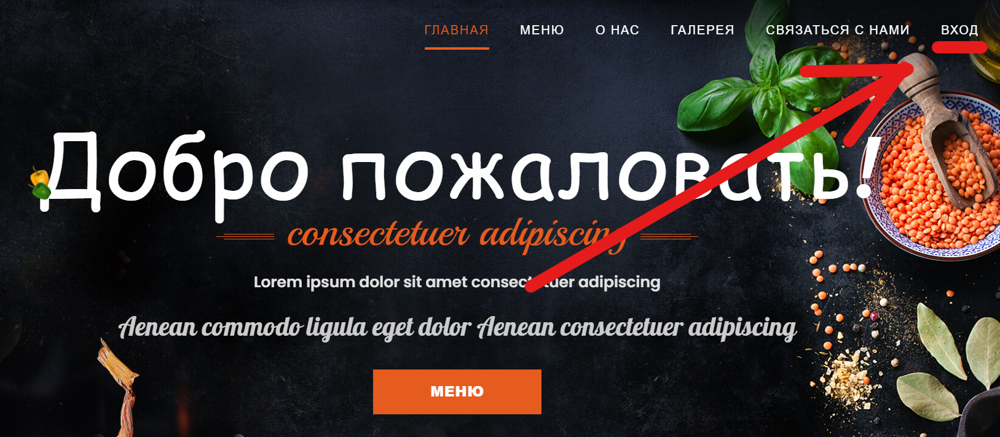 ГЛАВНАЯ МЕНЮ О НАС ГАЛЕРЕЯ СВЯЗАТЬСЯ С НАМИ ВХОД
Добро пожаловать!
consectetuer adipiscing
Lorem ipsum dolor sit amet consectetuer adipiscing
Aenean commodo ligula eget dolor Aenean consectetuer adipiscing
МЕНЮ